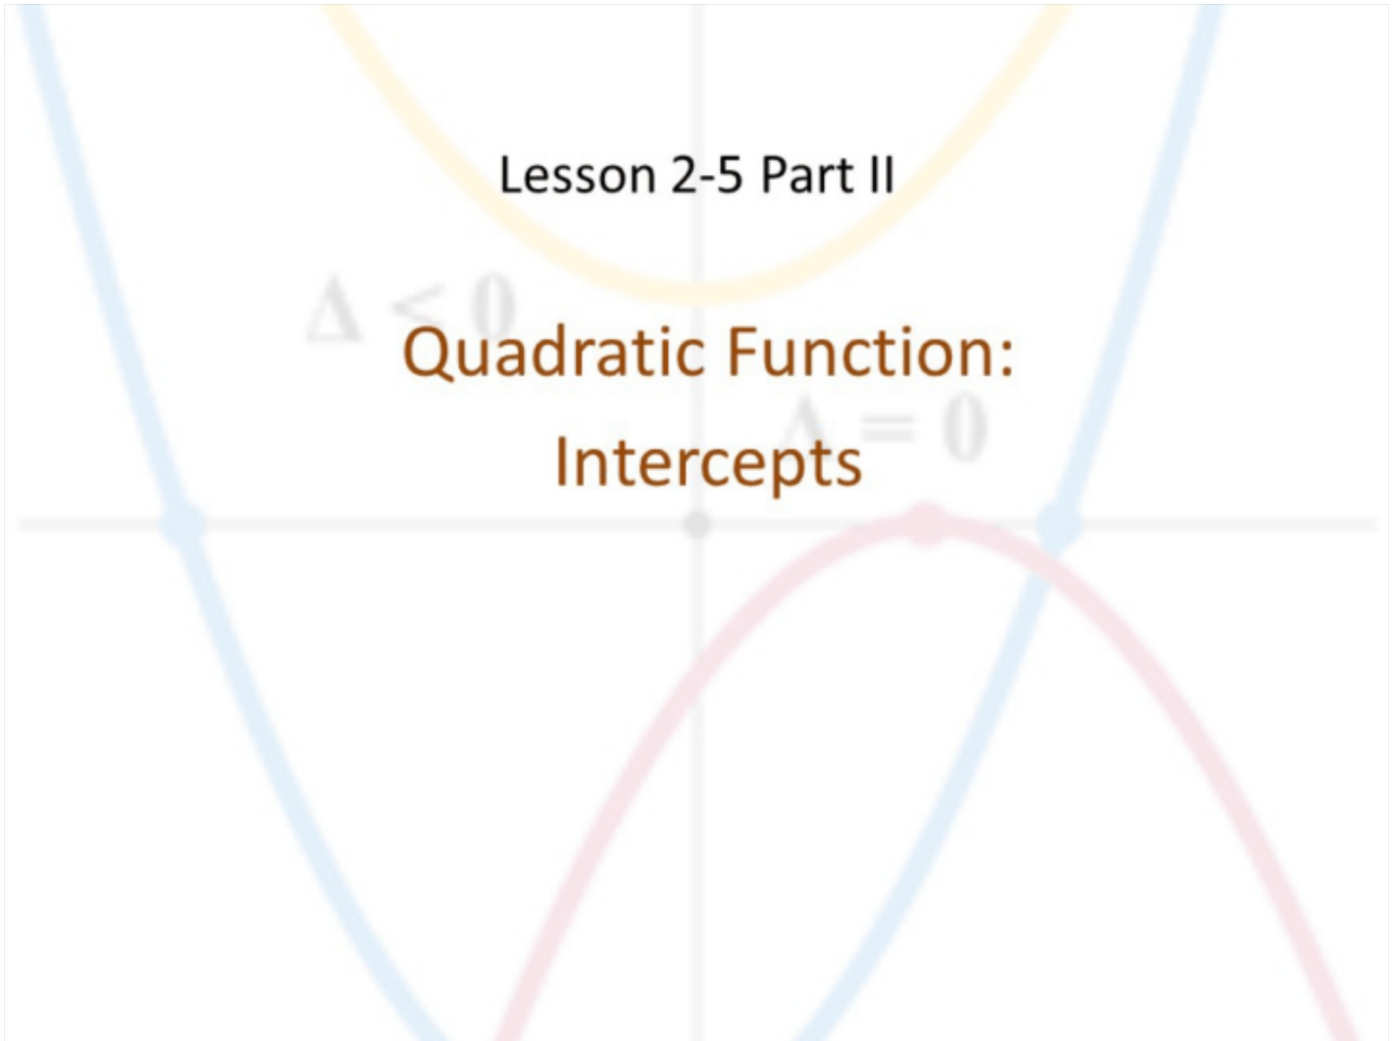 Lesson 2-5 Part II
Δ < 0
Quadratic Function:
Δ = 0
Intercepts